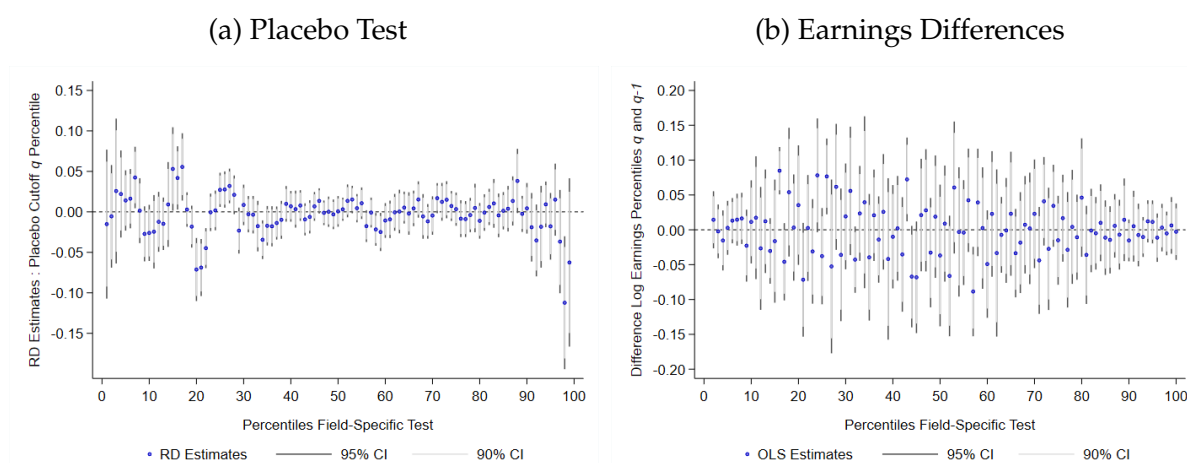 (a) Placebo Test
RD Estimates : Placebo Cutoff q Percentile
0.15
0.10
0.05
0.00
-0.05
-0.10
-0.15
0 10 20 30 40 50 60 70 80 90 100
Percentiles Field-Specific Test
RD Estimates 95% CI 90% CI
(b) Earnings Differences
Difference Log Earnings Percentiles q and q-1
0.20
0.15
0.10
0.05
0.00
-0.05
-0.10
-0.15
-0.20
0 10 20 30 40 50 60 70 80 90 100
Percentiles Field-Specific Test
OLS Estimates 95% CI 90% CI